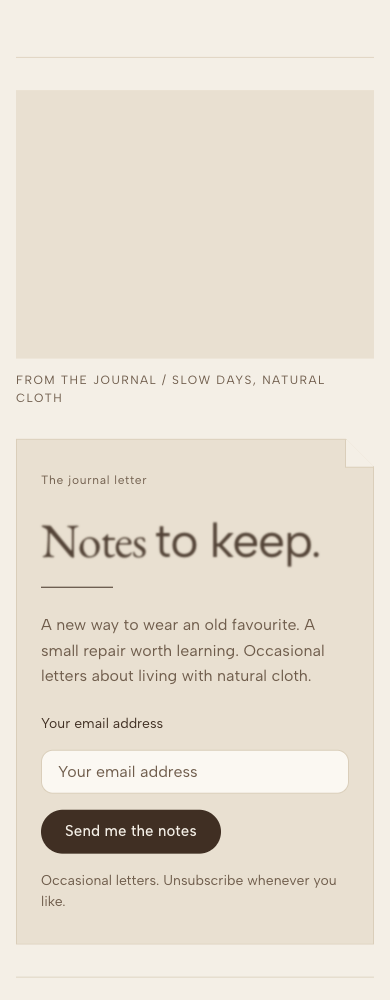 FROM THE JOURNAL / SLOW DAYS, NATURAL
CLOTH
The journal letter
Notes to keep.
A new way to wear an old favourite. A
small repair worth learning. Occasional
letters about living with natural cloth.
Your email address
Your email address
Send me the notes
Occasional letters. Unsubscribe whenever you
like.